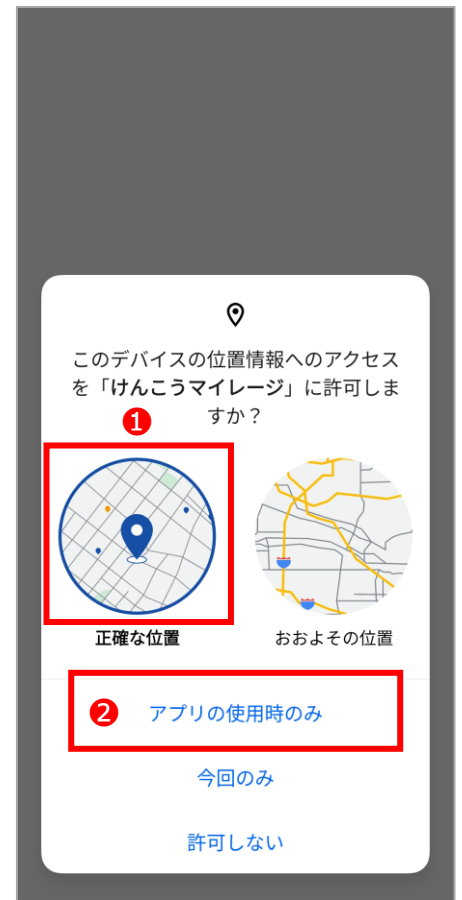 このデバイスの位置情報へのアクセス
を「けんこうマイレージ」に許可しま
すか？
1
正確な位置
おおよその位置
2
アプリの使用時のみ
今回のみ
許可しない